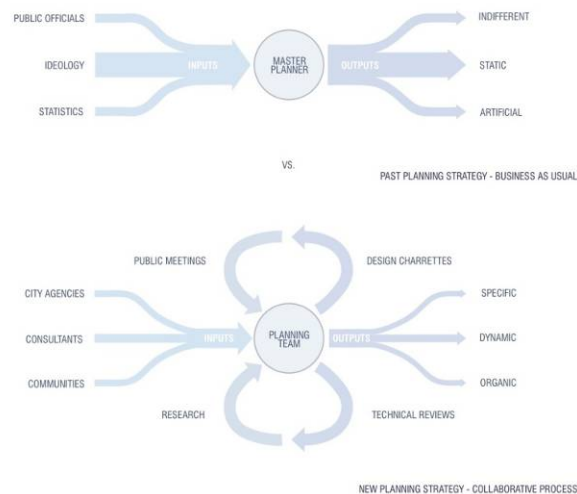 PUBLIC OFFICIALS
INDIFFERENT
IDEOLOGY
INPUTS
MASTER
PLANNER
OUTPUTS
STATIC
STATISTICS
ARTIFICIAL
VS.
PAST PLANNING STRATEGY - BUSINESS AS USUAL
PUBLIC MEETINGS
DESIGN CHARRETTES
CITY AGENCIES
SPECIFIC
CONSULTANTS
INPUTS
PLANNING
TEAM
OUTPUTS
DYNAMIC
COMMUNITIES
ORGANIC
RESEARCH
TECHNICAL REVIEWS
NEW PLANNING STRATEGY - COLLABORATIVE PROCESS